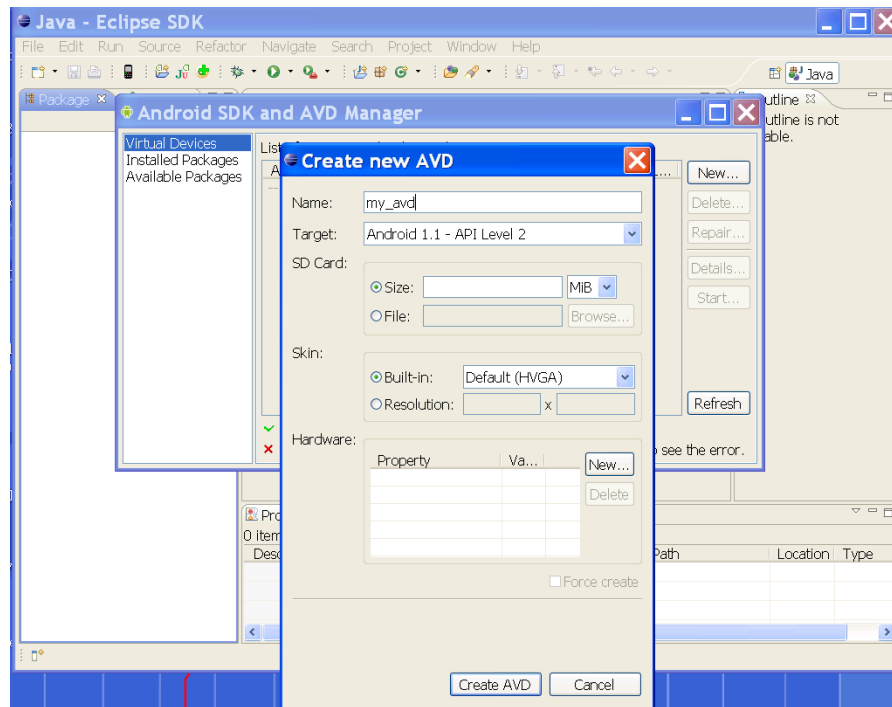 Java - Eclipse SDK
File Edit Run Source Refactor Navigate Search Project Window Help
Java
Package
utline
utline is not
able.
Android SDK and AVD Manager
Virtual Devices
Installed Packages
Available Packages
List
A
...
New...
Delete...
Repair...
Details...
Start...
Refresh
o see the error.
Create new AVD
Name: my_avd
Target: Android 1.1 - API Level 2
SD Card:
Size: MiB
File: Browse...
Skin:
Built-in: Default (HVGA)
Resolution: x
Hardware:
Property Va... New...
Delete
Force create
Create AVD Cancel
Pro
0 item
Desc Path Location Type